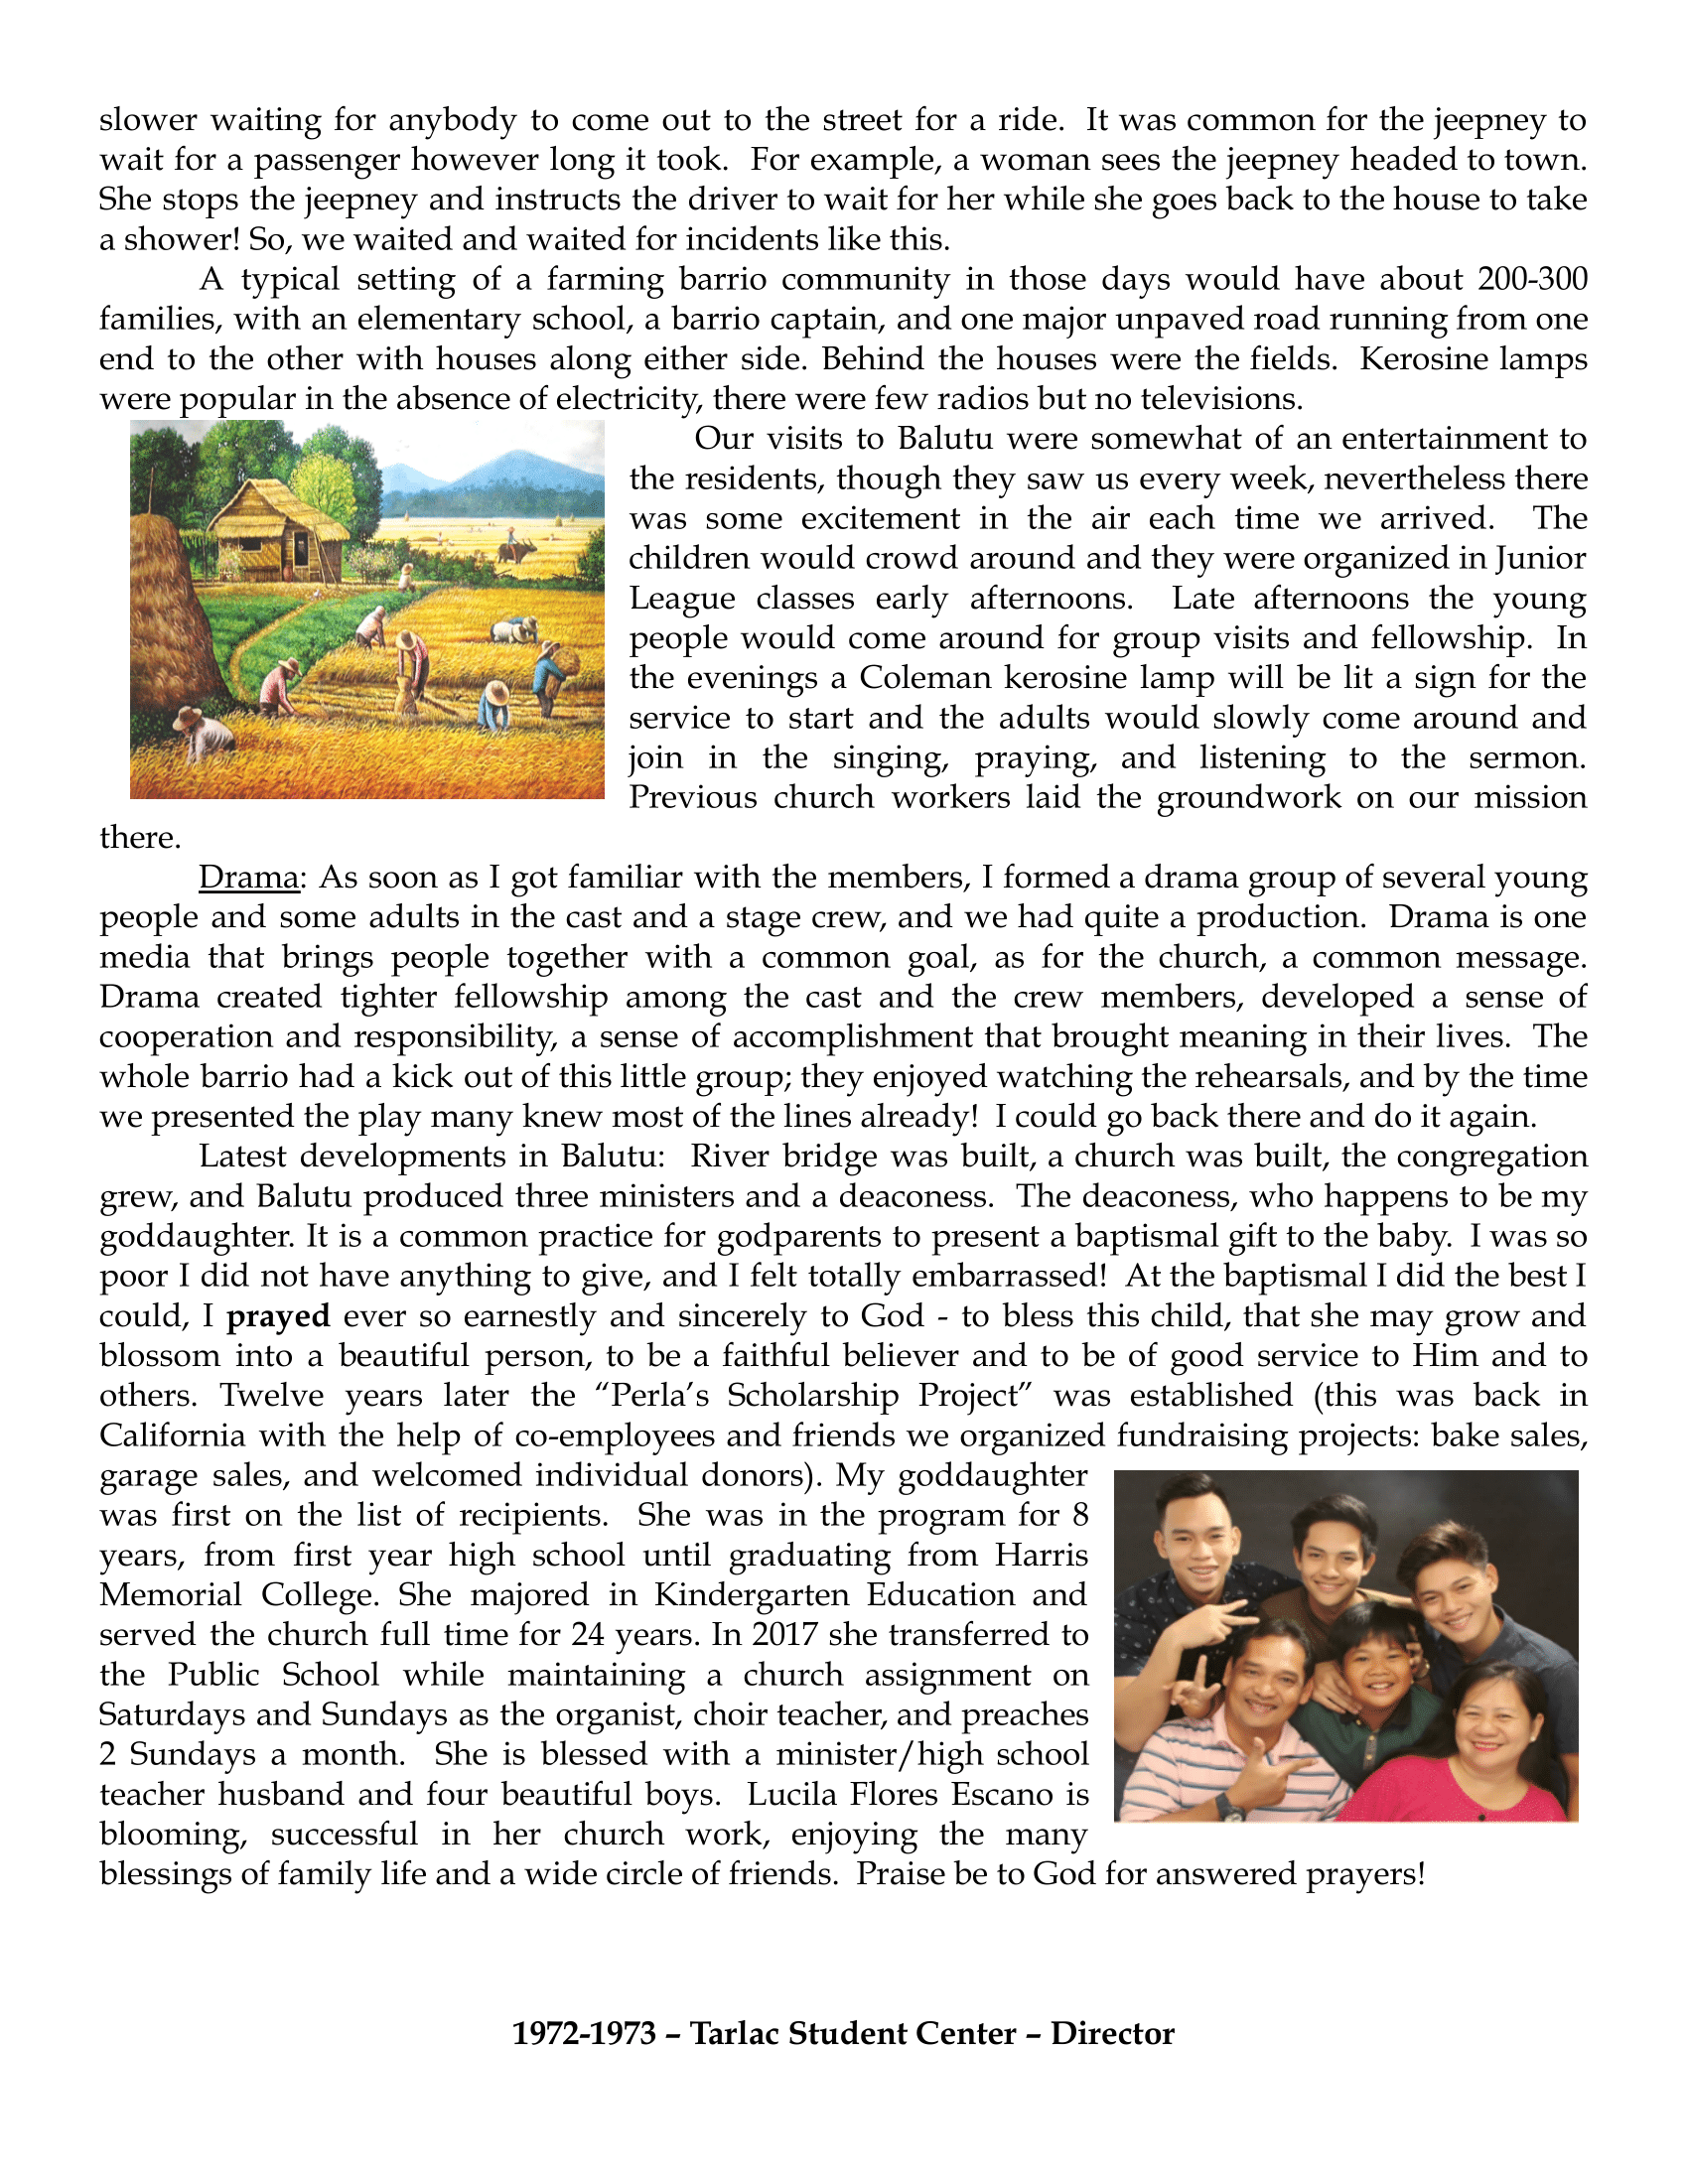 slower waiting for anybody to come out to the street for a ride. It was common for the jeepney to
wait for a passenger however long it took. For example, a woman sees the jeepney headed to town.
She stops the jeepney and instructs the driver to wait for her while she goes back to the house to take
a shower! So, we waited and waited for incidents like this.
A typical setting of a farming barrio community in those days would have about 200-300
families, with an elementary school, a barrio captain, and one major unpaved road running from one
end to the other with houses along either side. Behind the houses were the fields. Kerosine lamps
were popular in the absence of electricity, there were few radios but no televisions.
Our visits to Balutu were somewhat of an entertainment to
the residents, though they saw us every week, nevertheless there
was some excitement in the air each time we arrived. The
children would crowd around and they were organized in Junior
League classes early afternoons. Late afternoons the young
people would come around for group visits and fellowship. In
the evenings a Coleman kerosine lamp will be lit a sign for the
service to start and the adults would slowly come around and
join in the singing, praying, and listening to the sermon.
Previous church workers laid the groundwork on our mission
there.
Drama: As soon as I got familiar with the members, I formed a drama group of several young
people and some adults in the cast and a stage crew, and we had quite a production. Drama is one
media that brings people together with a common goal, as for the church, a common message.
Drama created tighter fellowship among the cast and the crew members, developed a sense of
cooperation and responsibility, a sense of accomplishment that brought meaning in their lives. The
whole barrio had a kick out of this little group; they enjoyed watching the rehearsals, and by the time
we presented the play many knew most of the lines already! I could go back there and do it again.
Latest developments in Balutu: River bridge was built, a church was built, the congregation
grew, and Balutu produced three ministers and a deaconess. The deaconess, who happens to be my
goddaughter. It is a common practice for godparents to present a baptismal gift to the baby. I was so
poor I did not have anything to give, and I felt totally embarrassed! At the baptismal I did the best I
could, I prayed ever so earnestly and sincerely to God - to bless this child, that she may grow and
blossom into a beautiful person, to be a faithful believer and to be of good service to Him and to
others. Twelve years later the “Perla’s Scholarship Project” was established (this was back in
California with the help of co-employees and friends we organized fundraising projects: bake sales,
garage sales, and welcomed individual donors). My goddaughter
was first on the list of recipients. She was in the program for 8
years, from first year high school until graduating from Harris
Memorial College. She majored in Kindergarten Education and
served the church full time for 24 years. In 2017 she transferred to
the Public School while maintaining a church assignment on
Saturdays and Sundays as the organist, choir teacher, and preaches
2 Sundays a month. She is blessed with a minister/high school
teacher husband and four beautiful boys. Lucila Flores Escano is
blooming, successful in her church work, enjoying the many
blessings of family life and a wide circle of friends. Praise be to God for answered prayers!
1972-1973 – Tarlac Student Center – Director